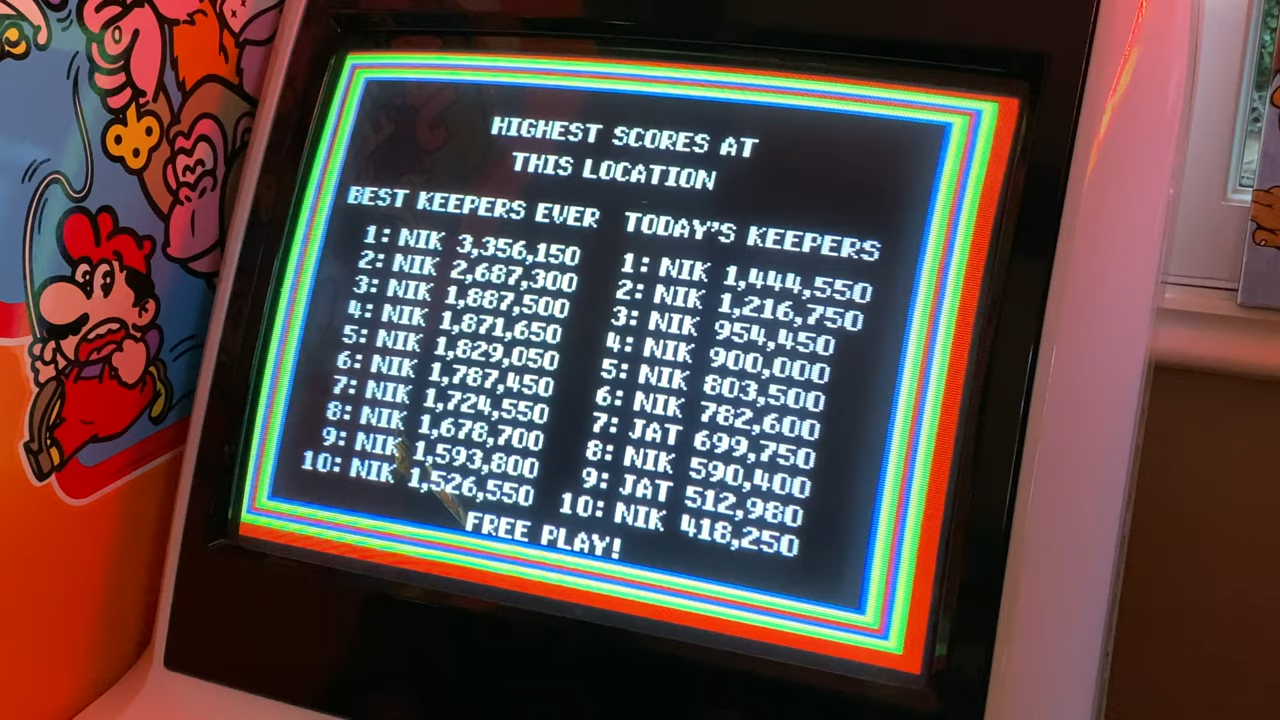 HIGHEST SCORES AT
THIS LOCATION
BEST KEEPERS EVER
1: NIK 3,356,150
2: NIK 2,687,300
3: NIK 1,887,500
4: NIK 1,871,650
5: NIK 1,829,050
6: NIK 1,787,450
7: NIK 1,724,550
8: NIK 1,678,700
9: NIK 1,593,800
10: NIK 1,526,550
TODAY'S KEEPERS
1: NIK 1,444,550
2: NIK 1,216,750
3: NIK 954,450
4: NIK 900,000
5: NIK 803,500
6: NIK 782,600
7: JAT 699,750
8: NIK 590,400
9: JAT 512,980
10: NIK 418,250
FREE PLAY!